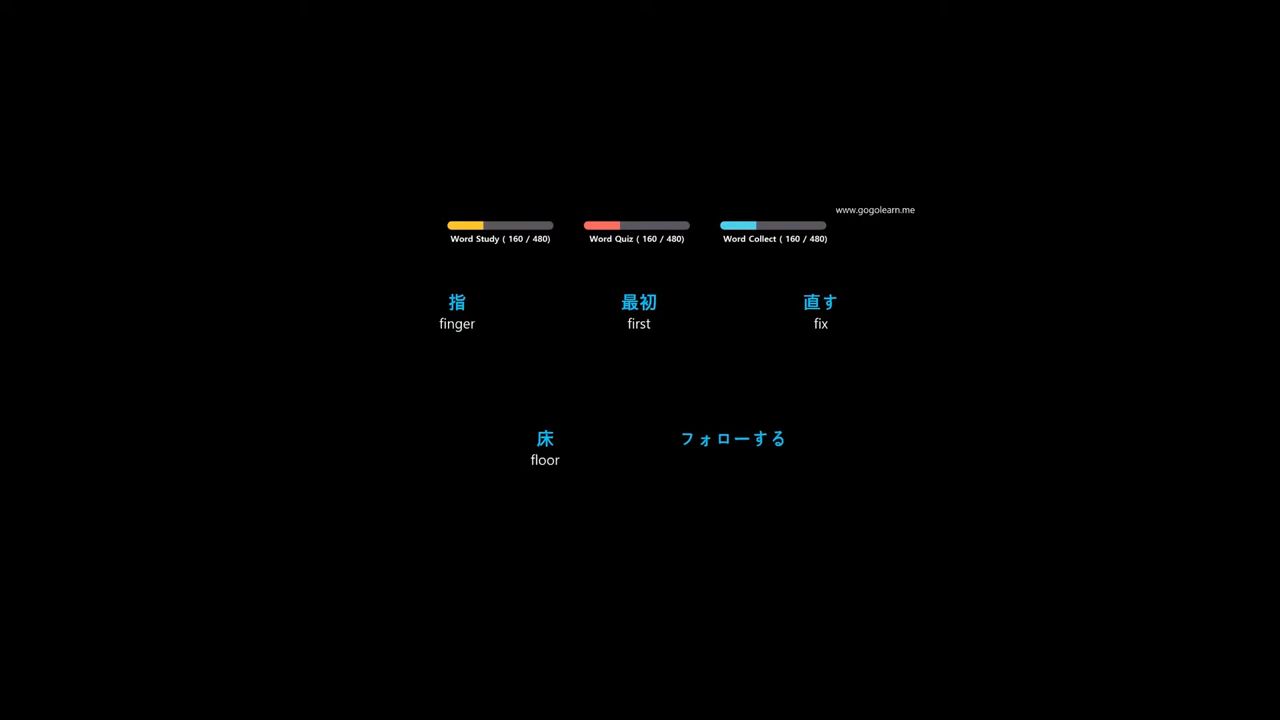 www.gogolearn.me
Word Study ( 160 / 480)
Word Quiz ( 160 / 480)
Word Collect ( 160 / 480)
指
finger
最初
first
直す
fix
床
floor
フォローする